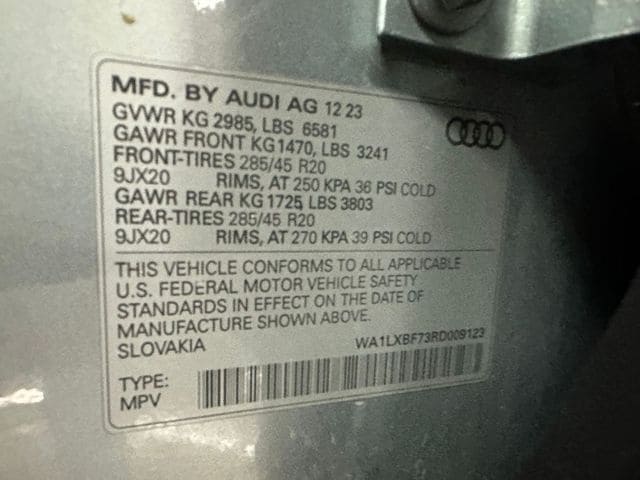 MFD. BY AUDI AG 12 23
GVWR KG 2985, LBS 6581
GAWR FRONT KG1470, LBS 3241
FRONT-TIRES 285/45 R20
9JX20 RIMS, AT 250 KPA 36 PSI COLD
GAWR REAR KG 1725 LBS 3803
REAR-TIRES 285/45 R20
9JX20 RIMS, AT 270 KPA 39 PSI COLD
THIS VEHICLE CONFORMS TO ALL APPLICABLE
U.S. FEDERAL MOTOR VEHICLE SAFETY
STANDARDS IN EFFECT ON THE DATE OF
MANUFACTURE SHOWN ABOVE.
SLOVAKIA WA1LXBF73RD009123
TYPE:
MPV